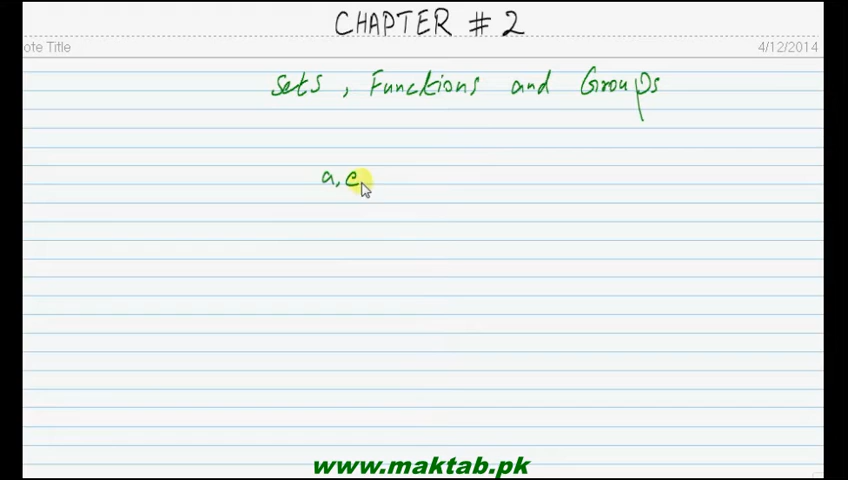 CHAPTER # 2
ote Title
4/12/2014
Sets, Functions and Groups
a, e
www.maktab.pk